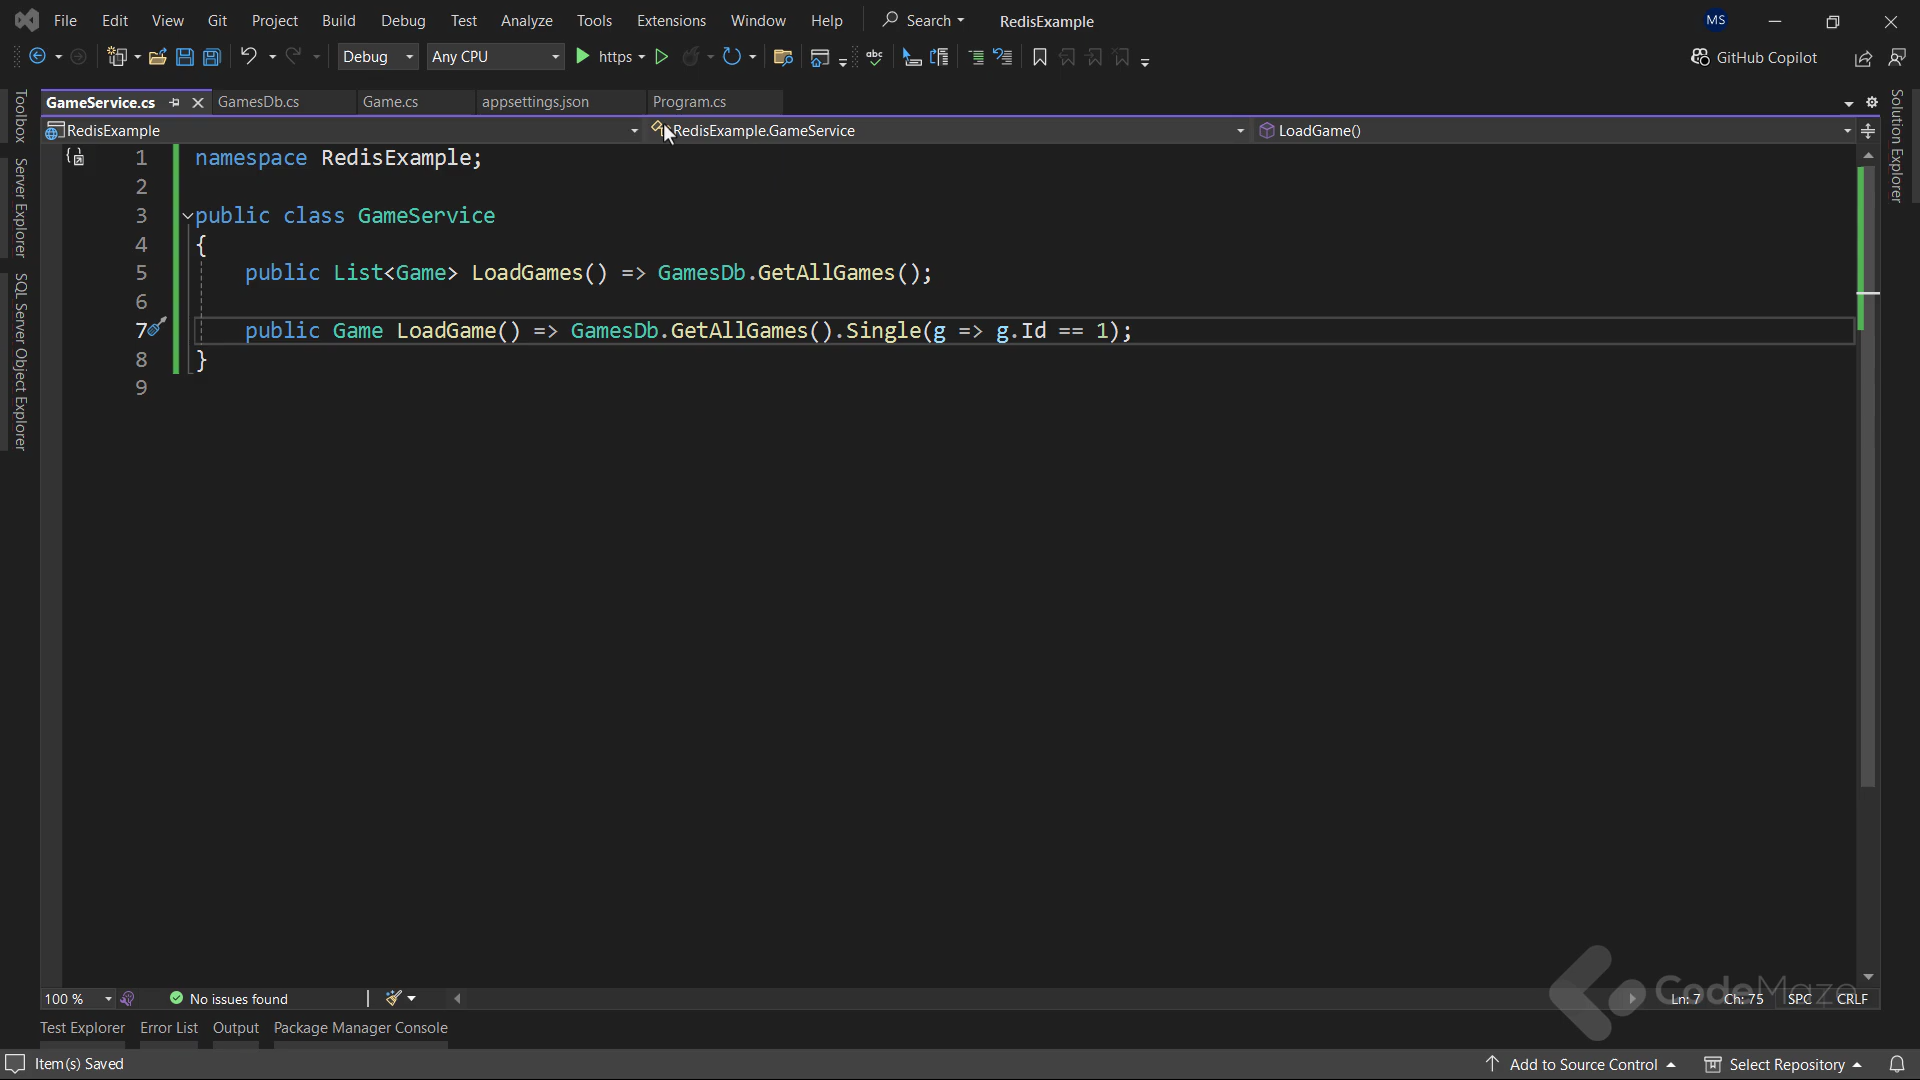 File Edit View Git Project Build Debug Test Analyze Tools Extensions Window Help Search RedisExample MS
Debug Any CPU https GitHub Copilot
GameService.cs GamesDb.cs Game.cs appsettings.json Program.cs
RedisExample RedisExample.GameService LoadGame()
Toolbox
Server Explorer
SQL Server Object Explorer
Solution Explorer
1 namespace RedisExample;
2
3 public class GameService
4 {
5 public List<Game> LoadGames() => GamesDb.GetAllGames();
6
7 public Game LoadGame() => GamesDb.GetAllGames().Single(g => g.Id == 1);
8 }
9
CodeMaze
100 % No issues found Ln: 7 Ch: 75 SPC CRLF
Test Explorer Error List Output Package Manager Console
Item(s) Saved Add to Source Control Select Repository